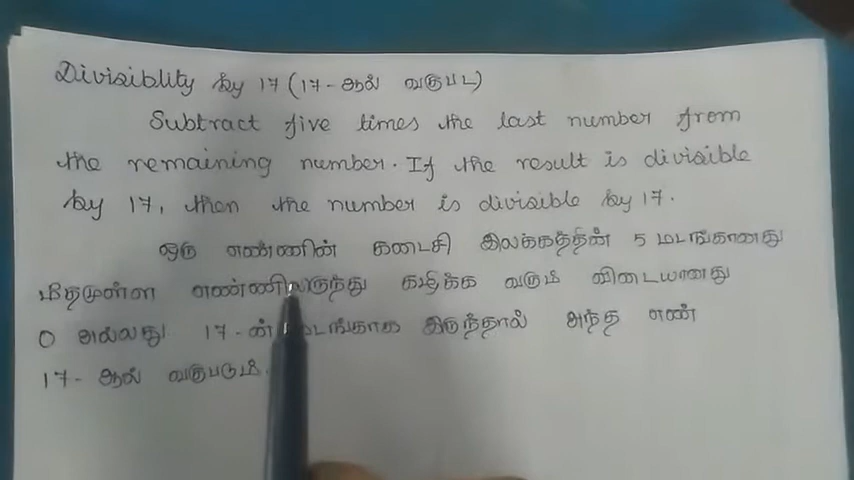 Divisiblity by 17 (17 - ஆல் வகுபட)
Subtract five times the last number from
the remaining number. If the result is divisible
by 17, then the number is divisible by 17.
ஒரு எண்ணின் கடைசி இலக்கத்தின் 5 மடங்கானது
மீதமுள்ள எண்ணிலிருந்து கழிக்க வரும் விடையானது
0 அல்லது 17 - ன் மடங்காக இருந்தால் அந்த எண்
17 - ஆல் வகுபடும்.